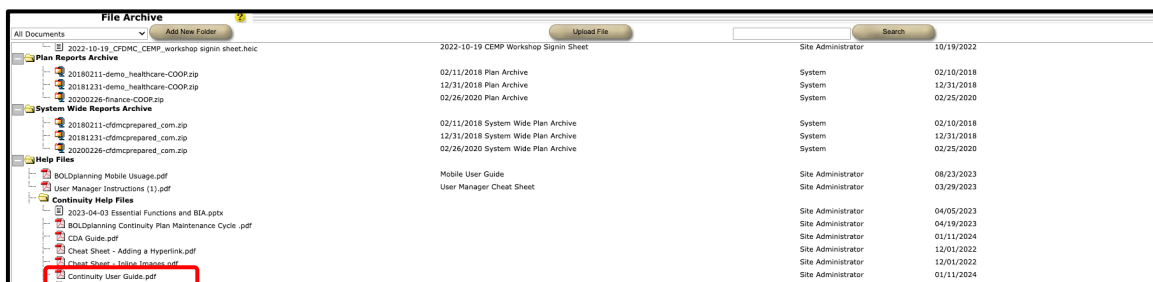 File Archive ?
All Documents Add New Folder Upload File Search
2022-10-19_CFDMC_CEMP_workshop signin sheet.heic 2022-10-19 CEMP Workshop Signin Sheet Site Administrator 10/19/2022
Plan Reports Archive
20180211-demo_healthcare-COOP.zip 02/11/2018 Plan Archive System 02/10/2018
20181231-demo_healthcare-COOP.zip 12/31/2018 Plan Archive System 12/31/2018
20200226-finance-COOP.zip 02/26/2020 Plan Archive System 02/25/2020
System Wide Reports Archive
20180211-cfdmcprepared_com.zip 02/11/2018 System Wide Plan Archive System 02/10/2018
20181231-cfdmcprepared_com.zip 12/31/2018 System Wide Plan Archive System 12/31/2018
20200226-cfdmcprepared_com.zip 02/26/2020 System Wide Plan Archive System 02/25/2020
Help Files
BOLDplanning Mobile Usuage.pdf Mobile User Guide Site Administrator 08/23/2023
User Manager Instructions (1).pdf User Manager Cheat Sheet Site Administrator 03/29/2023
Continuity Help Files
2023-04-03 Essential Functions and BIA.pptx Site Administrator 04/05/2023
BOLDplanning Continuity Plan Maintenance Cycle .pdf Site Administrator 04/19/2023
CDA Guide.pdf Site Administrator 01/11/2024
Cheat Sheet - Adding a Hyperlink.pdf Site Administrator 12/01/2022
Cheat Sheet - Inline Images.pdf Site Administrator 12/01/2022
Continuity User Guide.pdf Site Administrator 01/11/2024